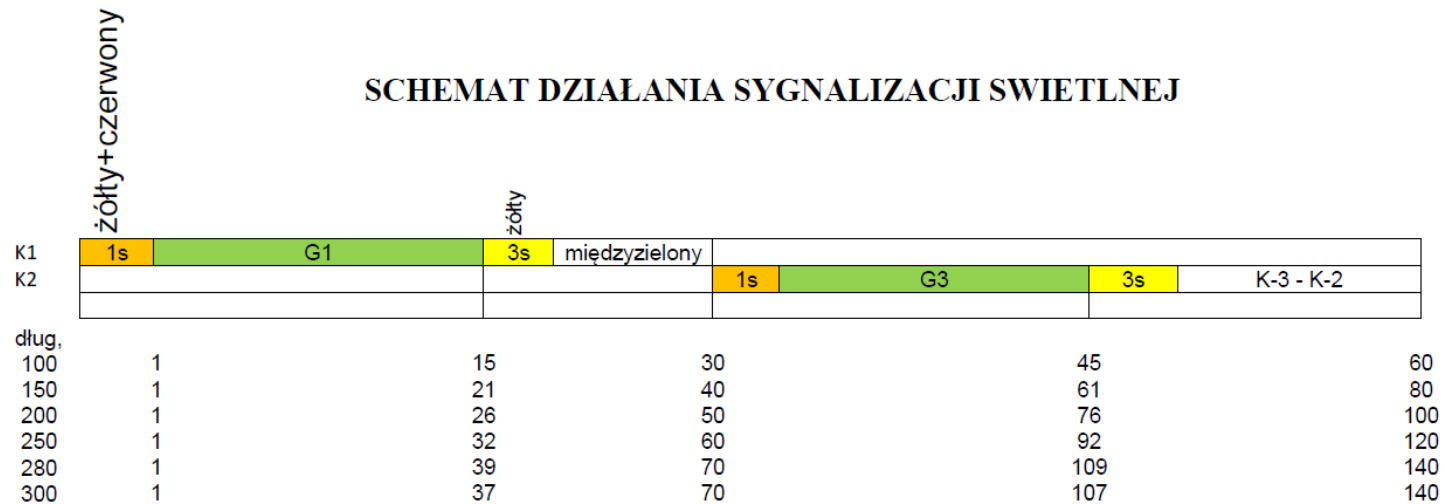 żółty+czerwony
SCHEMAT DZIAŁANIA SYGNALIZACJI SWIETLNEJ
żółty
K1 1s G1 3s międzyzielony
K2 1s G3 3s K-3 - K-2
dług,
100 1 15 30 45 60
150 1 21 40 61 80
200 1 26 50 76 100
250 1 32 60 92 120
280 1 39 70 109 140
300 1 37 70 107 140